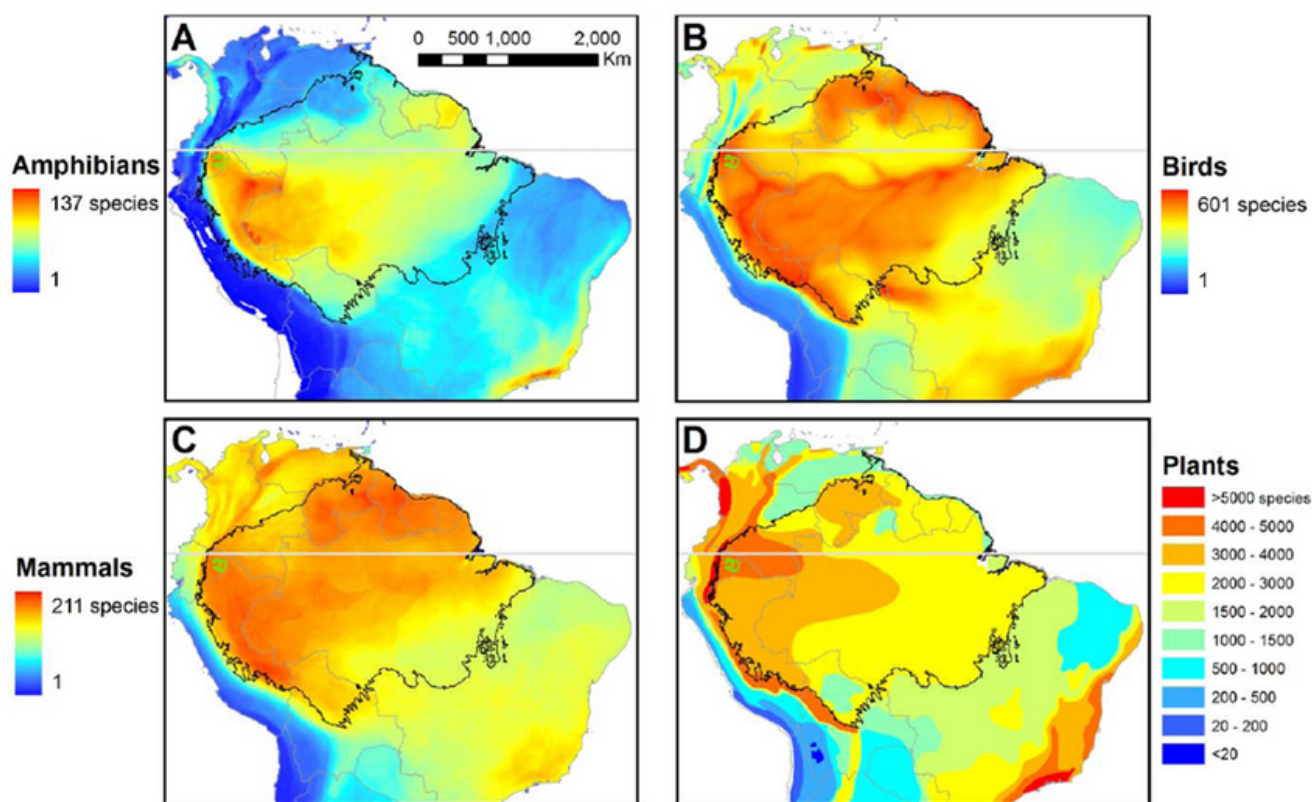 A
0 500 1,000 2,000
Km
B
Amphibians
137 species
1
Birds
601 species
1
C
D
Mammals
211 species
1
Plants
>5000 species
4000 - 5000
3000 - 4000
2000 - 3000
1500 - 2000
1000 - 1500
500 - 1000
200 - 500
20 - 200
<20